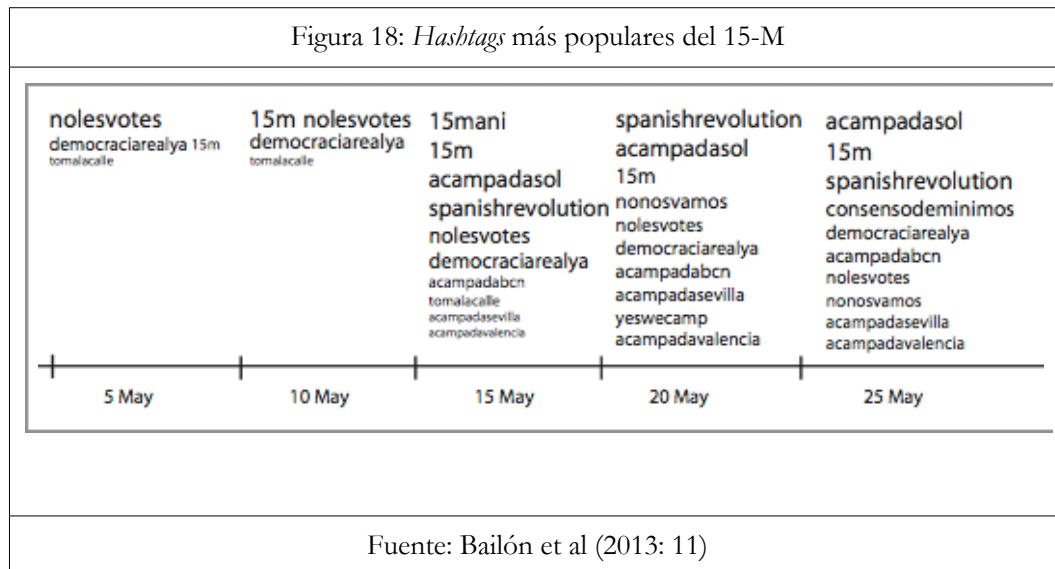 Figura 18: Hashtags más populares del 15-M
nolesvotes
democraciarealya 15m
tomalacalle
15m nolesvotes
democraciarealya
tomalacalle
15mani
15m
acampadasol
spanishrevolution
nolesvotes
democraciarealya
acampadabcn
tomalacalle
acampadasevilla
acampadavalencia
spanishrevolution
acampadasol
15m
nonosvamos
nolesvotes
democraciarealya
acampadabcn
acampadasevilla
yeswecamp
acampadavalencia
acampadasol
15m
spanishrevolution
consensodeminimos
democraciarealya
acampadabcn
nolesvotes
nonosvamos
acampadasevilla
acampadavalencia
5 May
10 May
15 May
20 May
25 May
Fuente: Bailón et al (2013: 11)